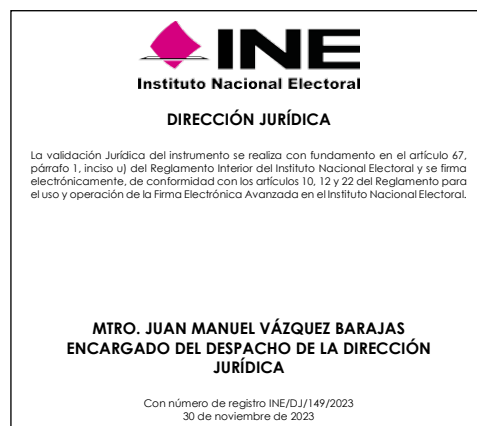 INE
Instituto Nacional Electoral
DIRECCIÓN JURÍDICA
La validación Jurídica del instrumento se realiza con fundamento en el artículo 67,
párrafo 1, inciso u) del Reglamento Interior del Instituto Nacional Electoral y se firma
electrónicamente, de conformidad con los artículos 10, 12 y 22 del Reglamento para
el uso y operación de la Firma Electrónica Avanzada en el Instituto Nacional Electoral.
MTRO. JUAN MANUEL VÁZQUEZ BARAJAS
ENCARGADO DEL DESPACHO DE LA DIRECCIÓN
JURÍDICA
Con número de registro INE/DJ/149/2023
30 de noviembre de 2023